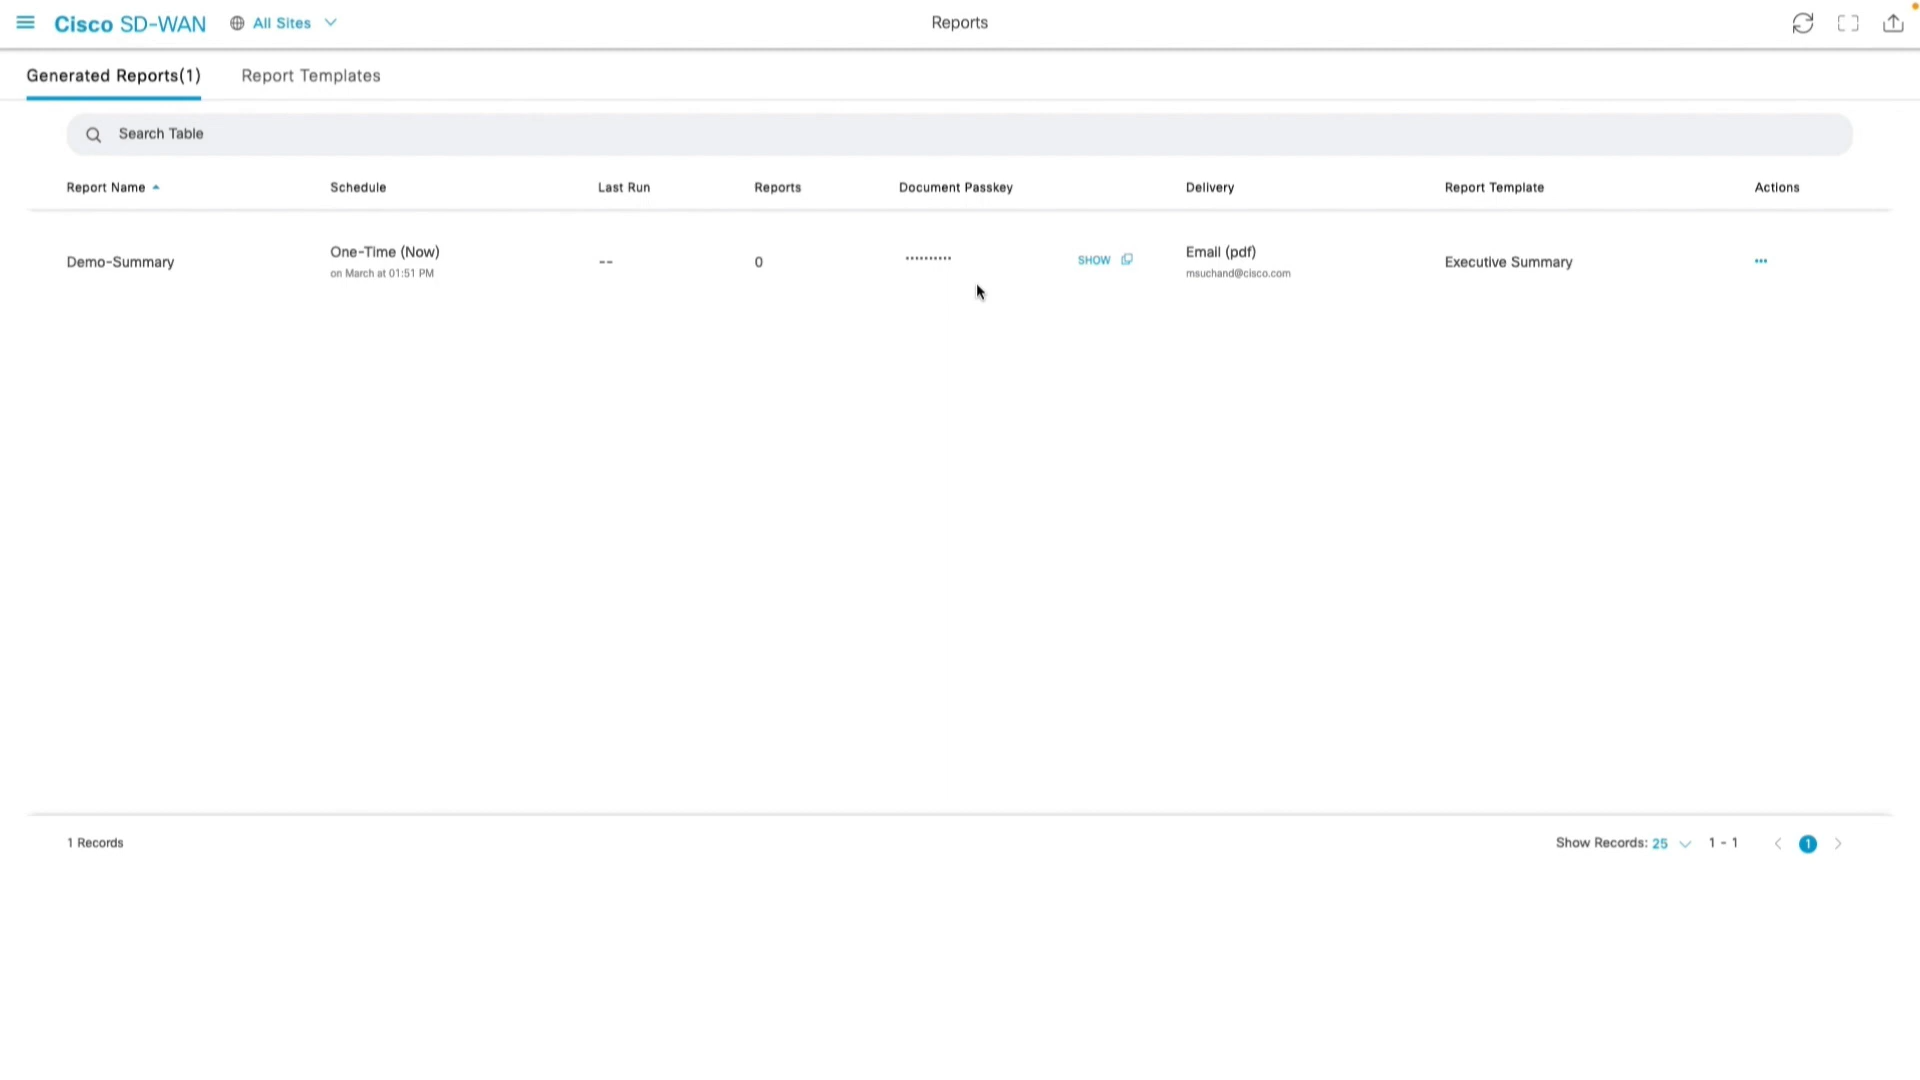 Cisco SD-WAN All Sites Reports
Generated Reports(1) Report Templates
Search Table
Report Name Schedule Last Run Reports Document Passkey Delivery Report Template Actions
Demo-Summary One-Time (Now) -- 0 •••••••••• SHOW Email (pdf) Executive Summary •••
on March at 01:51 PM msuchand@cisco.com
1 Records Show Records: 25 1 - 1 1